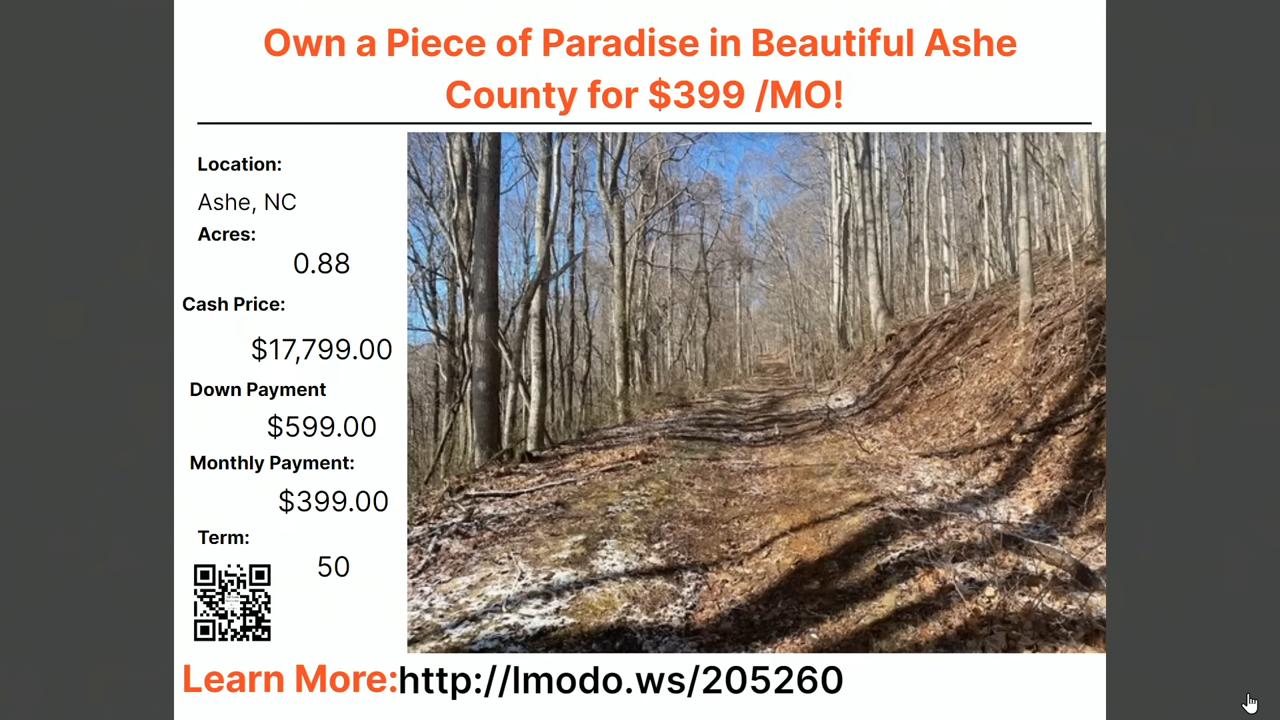 Own a Piece of Paradise in Beautiful Ashe
County for $399 /MO!
Location:
Ashe, NC
Acres:
0.88
Cash Price:
$17,799.00
Down Payment
$599.00
Monthly Payment:
$399.00
Term:
50
Learn More:http://lmodo.ws/205260